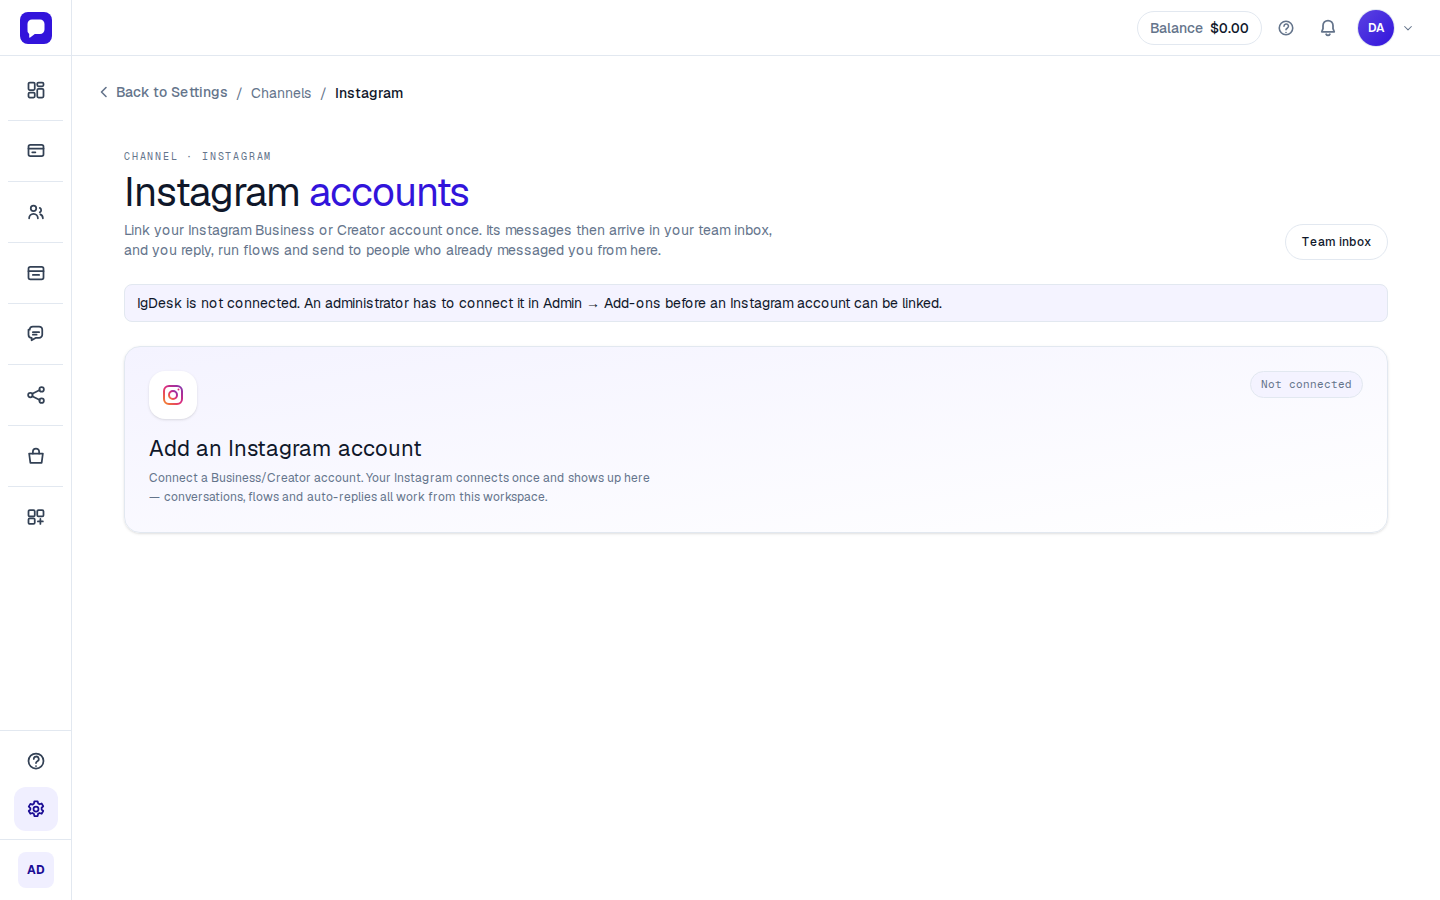 Balance $0.00
DA
Back to Settings / Channels / Instagram
CHANNEL · INSTAGRAM
Instagram accounts
Link your Instagram Business or Creator account once. Its messages then arrive in your team inbox,
and you reply, run flows and send to people who already messaged you from here.
Team inbox
IgDesk is not connected. An administrator has to connect it in Admin → Add-ons before an Instagram account can be linked.
Not connected
Add an Instagram account
Connect a Business/Creator account. Your Instagram connects once and shows up here
— conversations, flows and auto-replies all work from this workspace.
AD